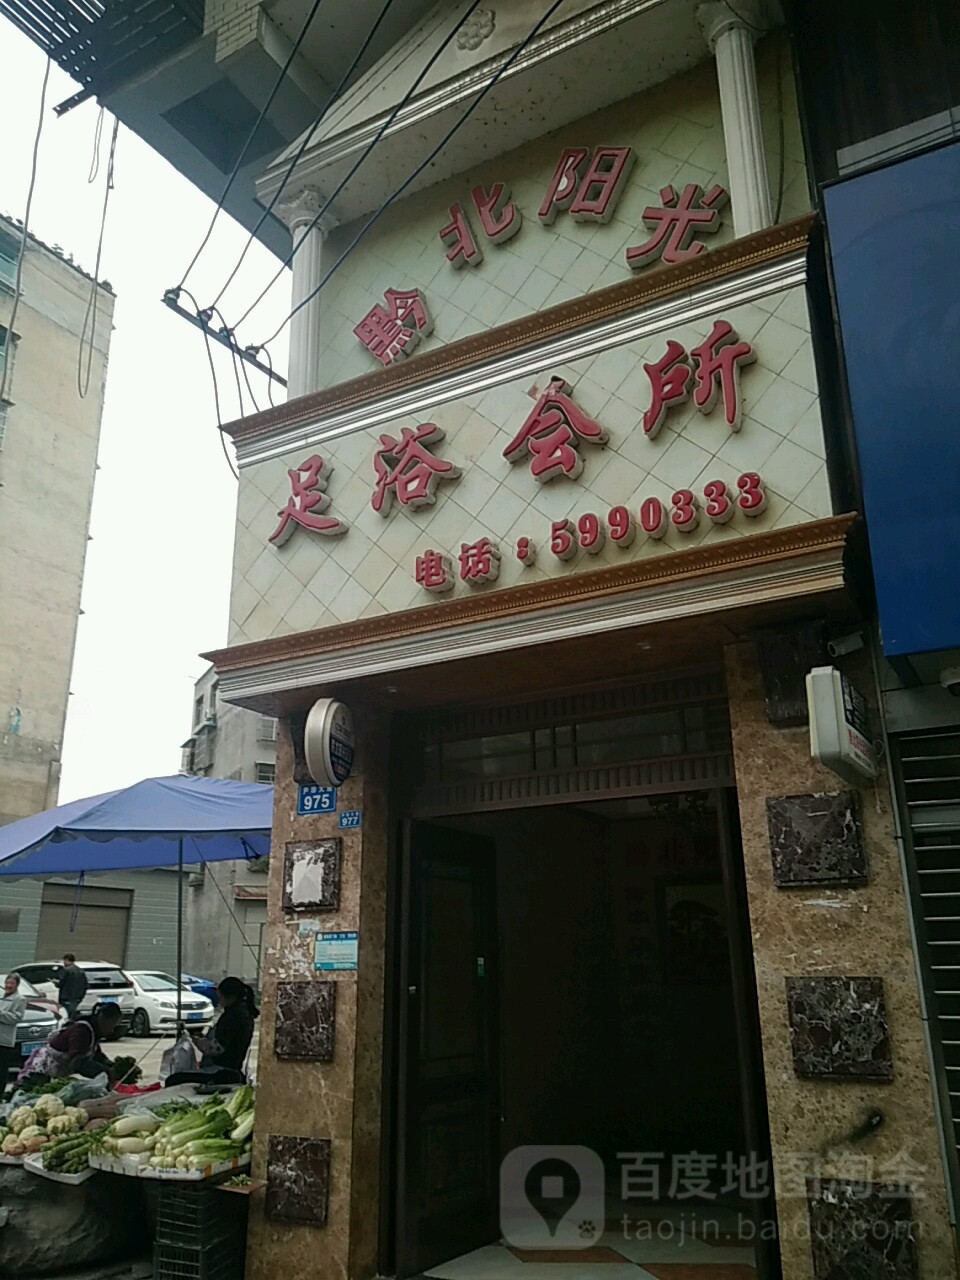 黔北阳光
足浴会所
电话：5990333
975
977
百度地图淘金
taojin.baidu.com